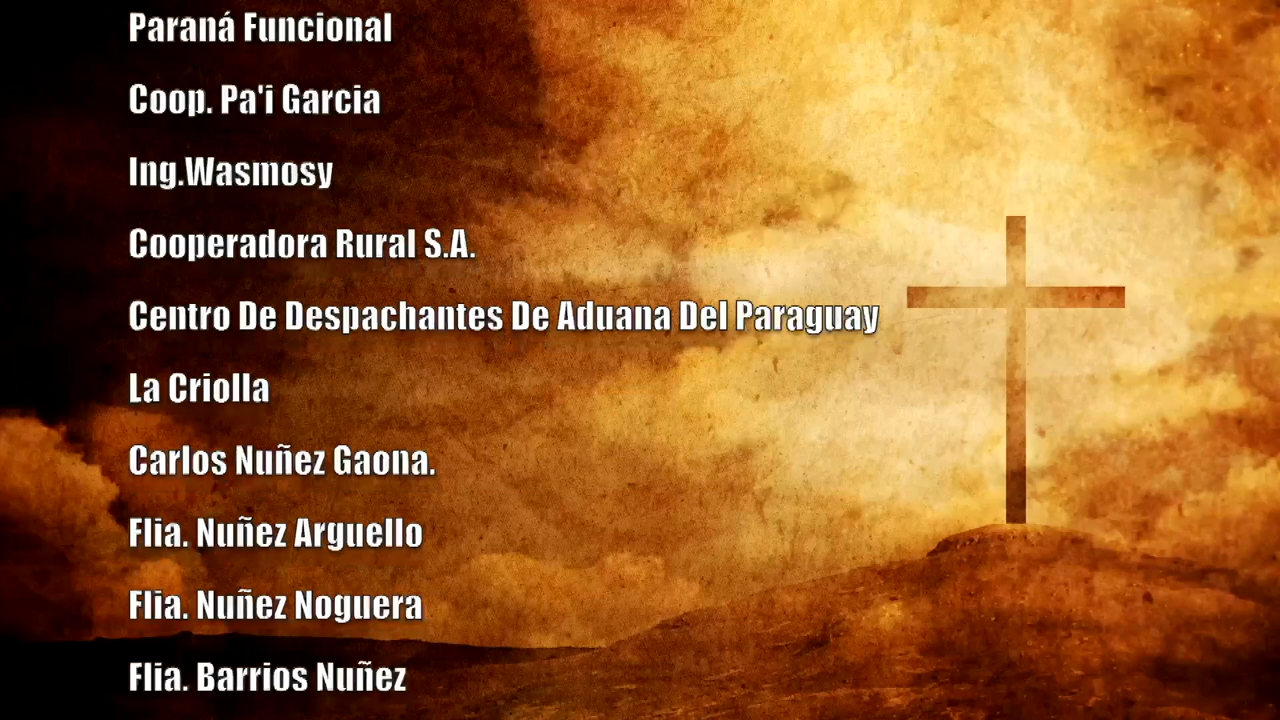 Paraná Funcional
Coop. Pa'i Garcia
Ing.Wasmosy
Cooperadora Rural S.A.
Centro De Despachantes De Aduana Del Paraguay
La Criolla
Carlos Nuñez Gaona.
Flia. Nuñez Arguello
Flia. Nuñez Noguera
Flia. Barrios Nuñez